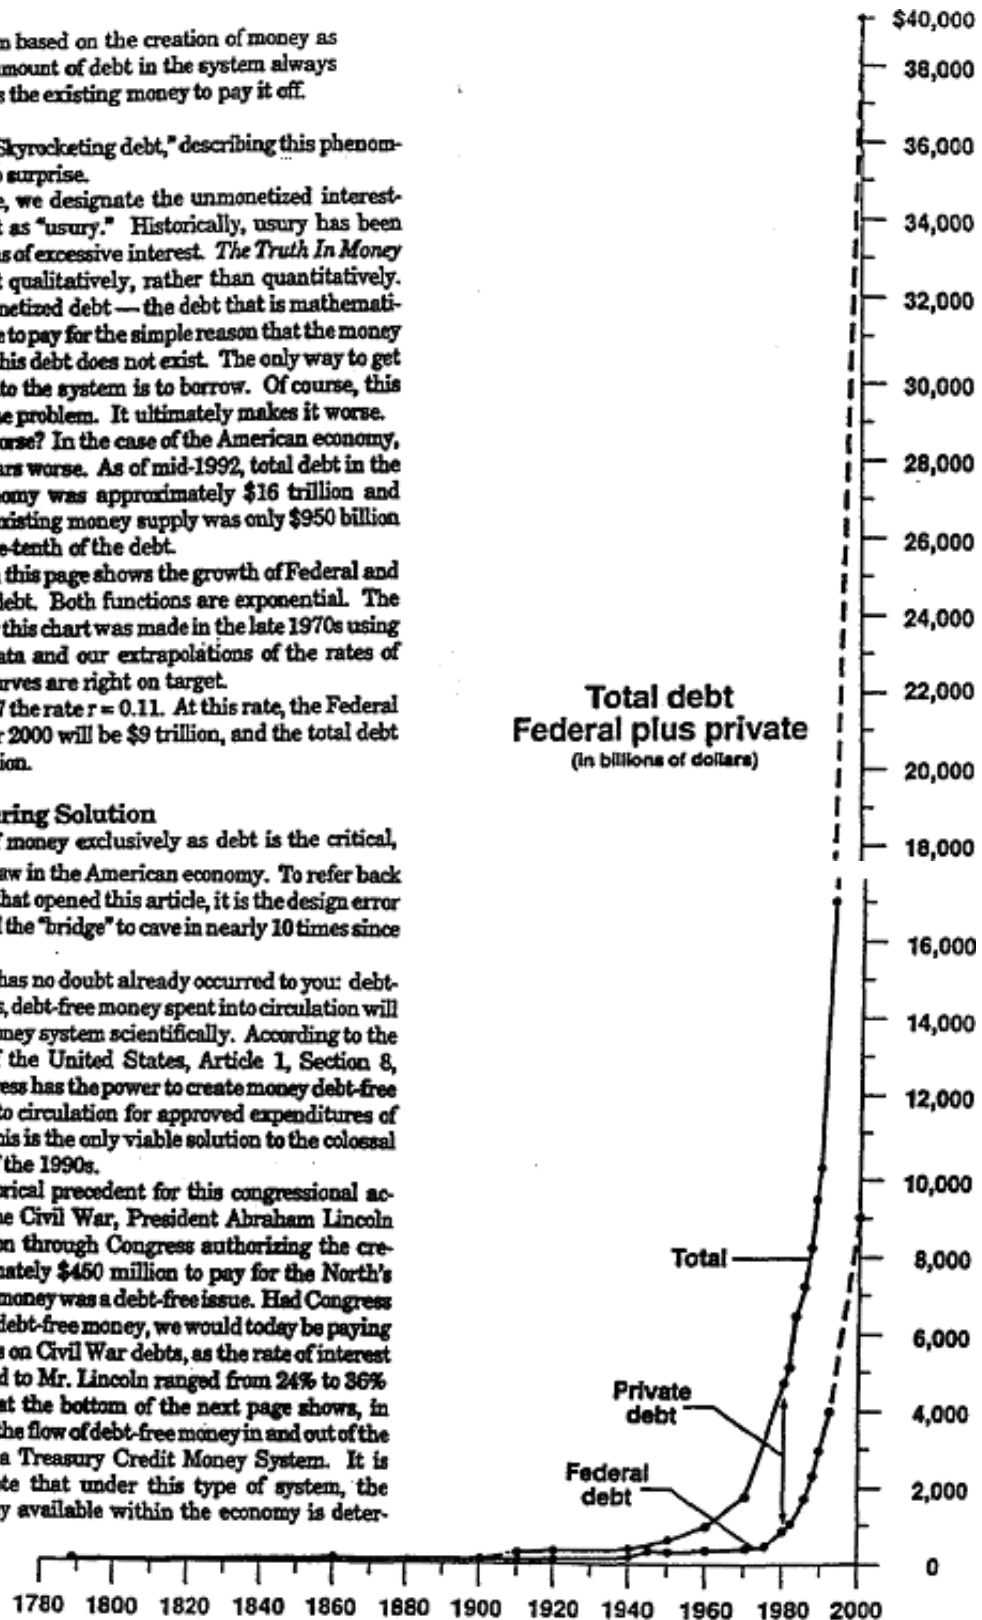 n based on the creation of money as
mount of debt in the system always
s the existing money to pay it off.
Skyrocketing debt," describing this phenom-
o surprise.
e, we designate the unmonetized interest-
t as "usury." Historically, usury has been
as of excessive interest. The Truth In Money
t qualitatively, rather than quantitatively.
netized debt — the debt that is mathemati-
e to pay for the simple reason that the money
his debt does not exist. The only way to get
to the system is to borrow. Of course, this
e problem. It ultimately makes it worse.
orse? In the case of the American economy,
ars worse. As of mid-1992, total debt in the
omy was approximately $16 trillion and
xisting money supply was only $950 billion
e-tenth of the debt.
this page shows the growth of Federal and
debt. Both functions are exponential. The
this chart was made in the late 1970s using
ata and our extrapolations of the rates of
urves are right on target.
7 the rate r = 0.11. At this rate, the Federal
r 2000 will be $9 trillion, and the total debt
ion.
ring Solution
f money exclusively as debt is the critical,
aw in the American economy. To refer back
hat opened this article, it is the design error
d the "bridge" to cave in nearly 10 times since
has no doubt already occurred to you: debt-
s, debt-free money spent into circulation will
ney system scientifically. According to the
f the United States, Article 1, Section 8,
ess has the power to create money debt-free
to circulation for approved expenditures of
his is the only viable solution to the colossal
f the 1990s.
rical precedent for this congressional ac-
he Civil War, President Abraham Lincoln
on through Congress authorizing the cre-
mately $450 million to pay for the North's
money was a debt-free issue. Had Congress
debt-free money, we would today be paying
s on Civil War debts, as the rate of interest
d to Mr. Lincoln ranged from 24% to 36%
at the bottom of the next page shows, in
the flow of debt-free money in and out of the
a Treasury Credit Money System. It is
te that under this type of system, the
y available within the economy is deter-
Total debt
Federal plus private
(in billions of dollars)
$40,000
38,000
36,000
34,000
32,000
30,000
28,000
26,000
24,000
22,000
20,000
18,000
16,000
14,000
12,000
10,000
Total
8,000
6,000
Private
debt
4,000
Federal
debt
2,000
0
1780 1800 1820 1840 1860 1880 1900 1920 1940 1960 1980 2000